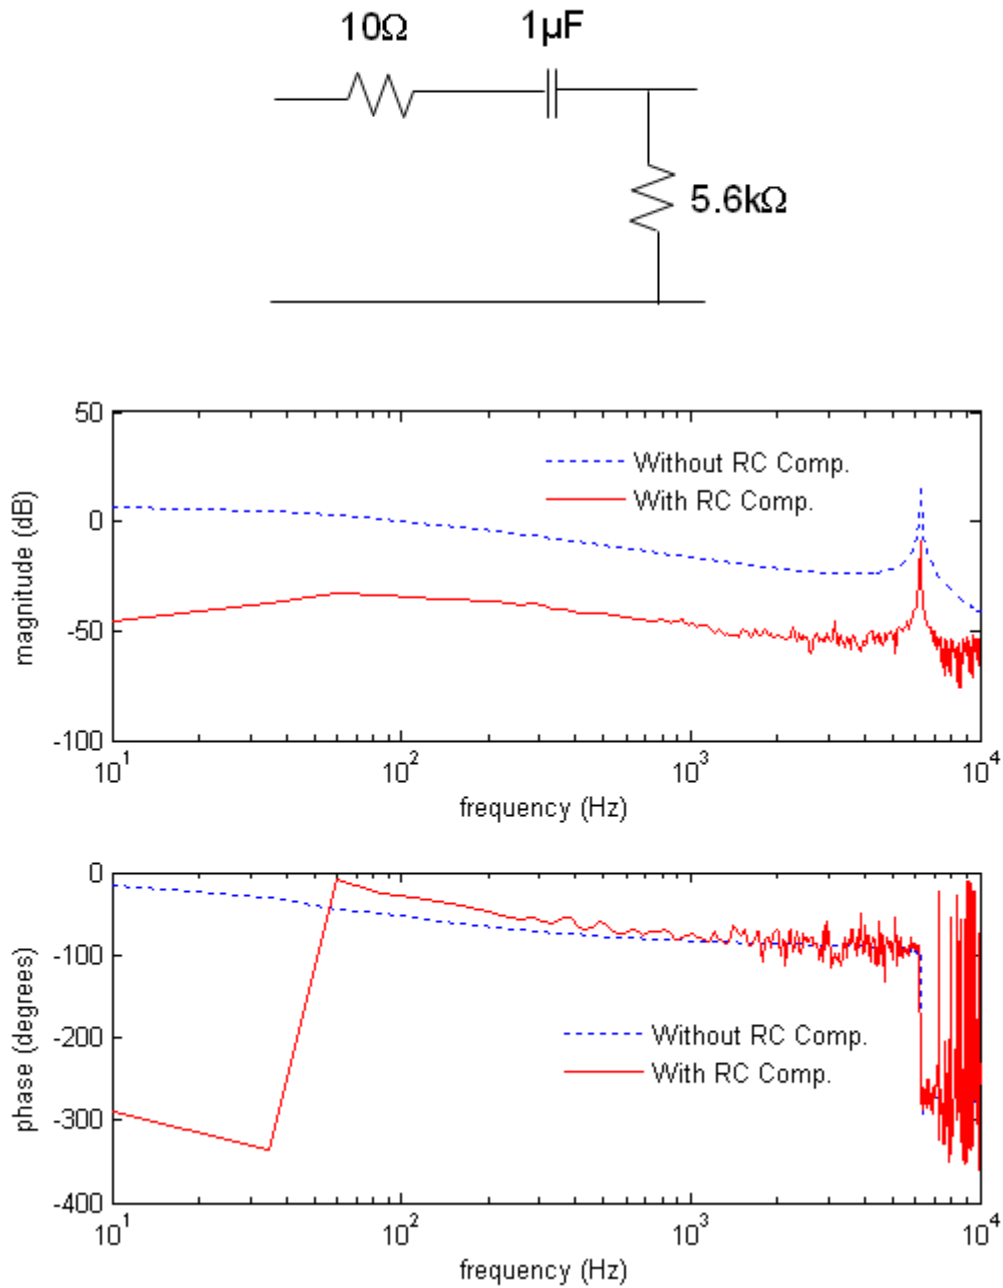 10Ω 1µF
5.6kΩ
50
0
-50
-100
magnitude (dB)
Without RC Comp.
With RC Comp.
10¹ 10² 10³ 10⁴
frequency (Hz)
0
-100
-200
-300
-400
phase (degrees)
Without RC Comp.
With RC Comp.
10¹ 10² 10³ 10⁴
frequency (Hz)